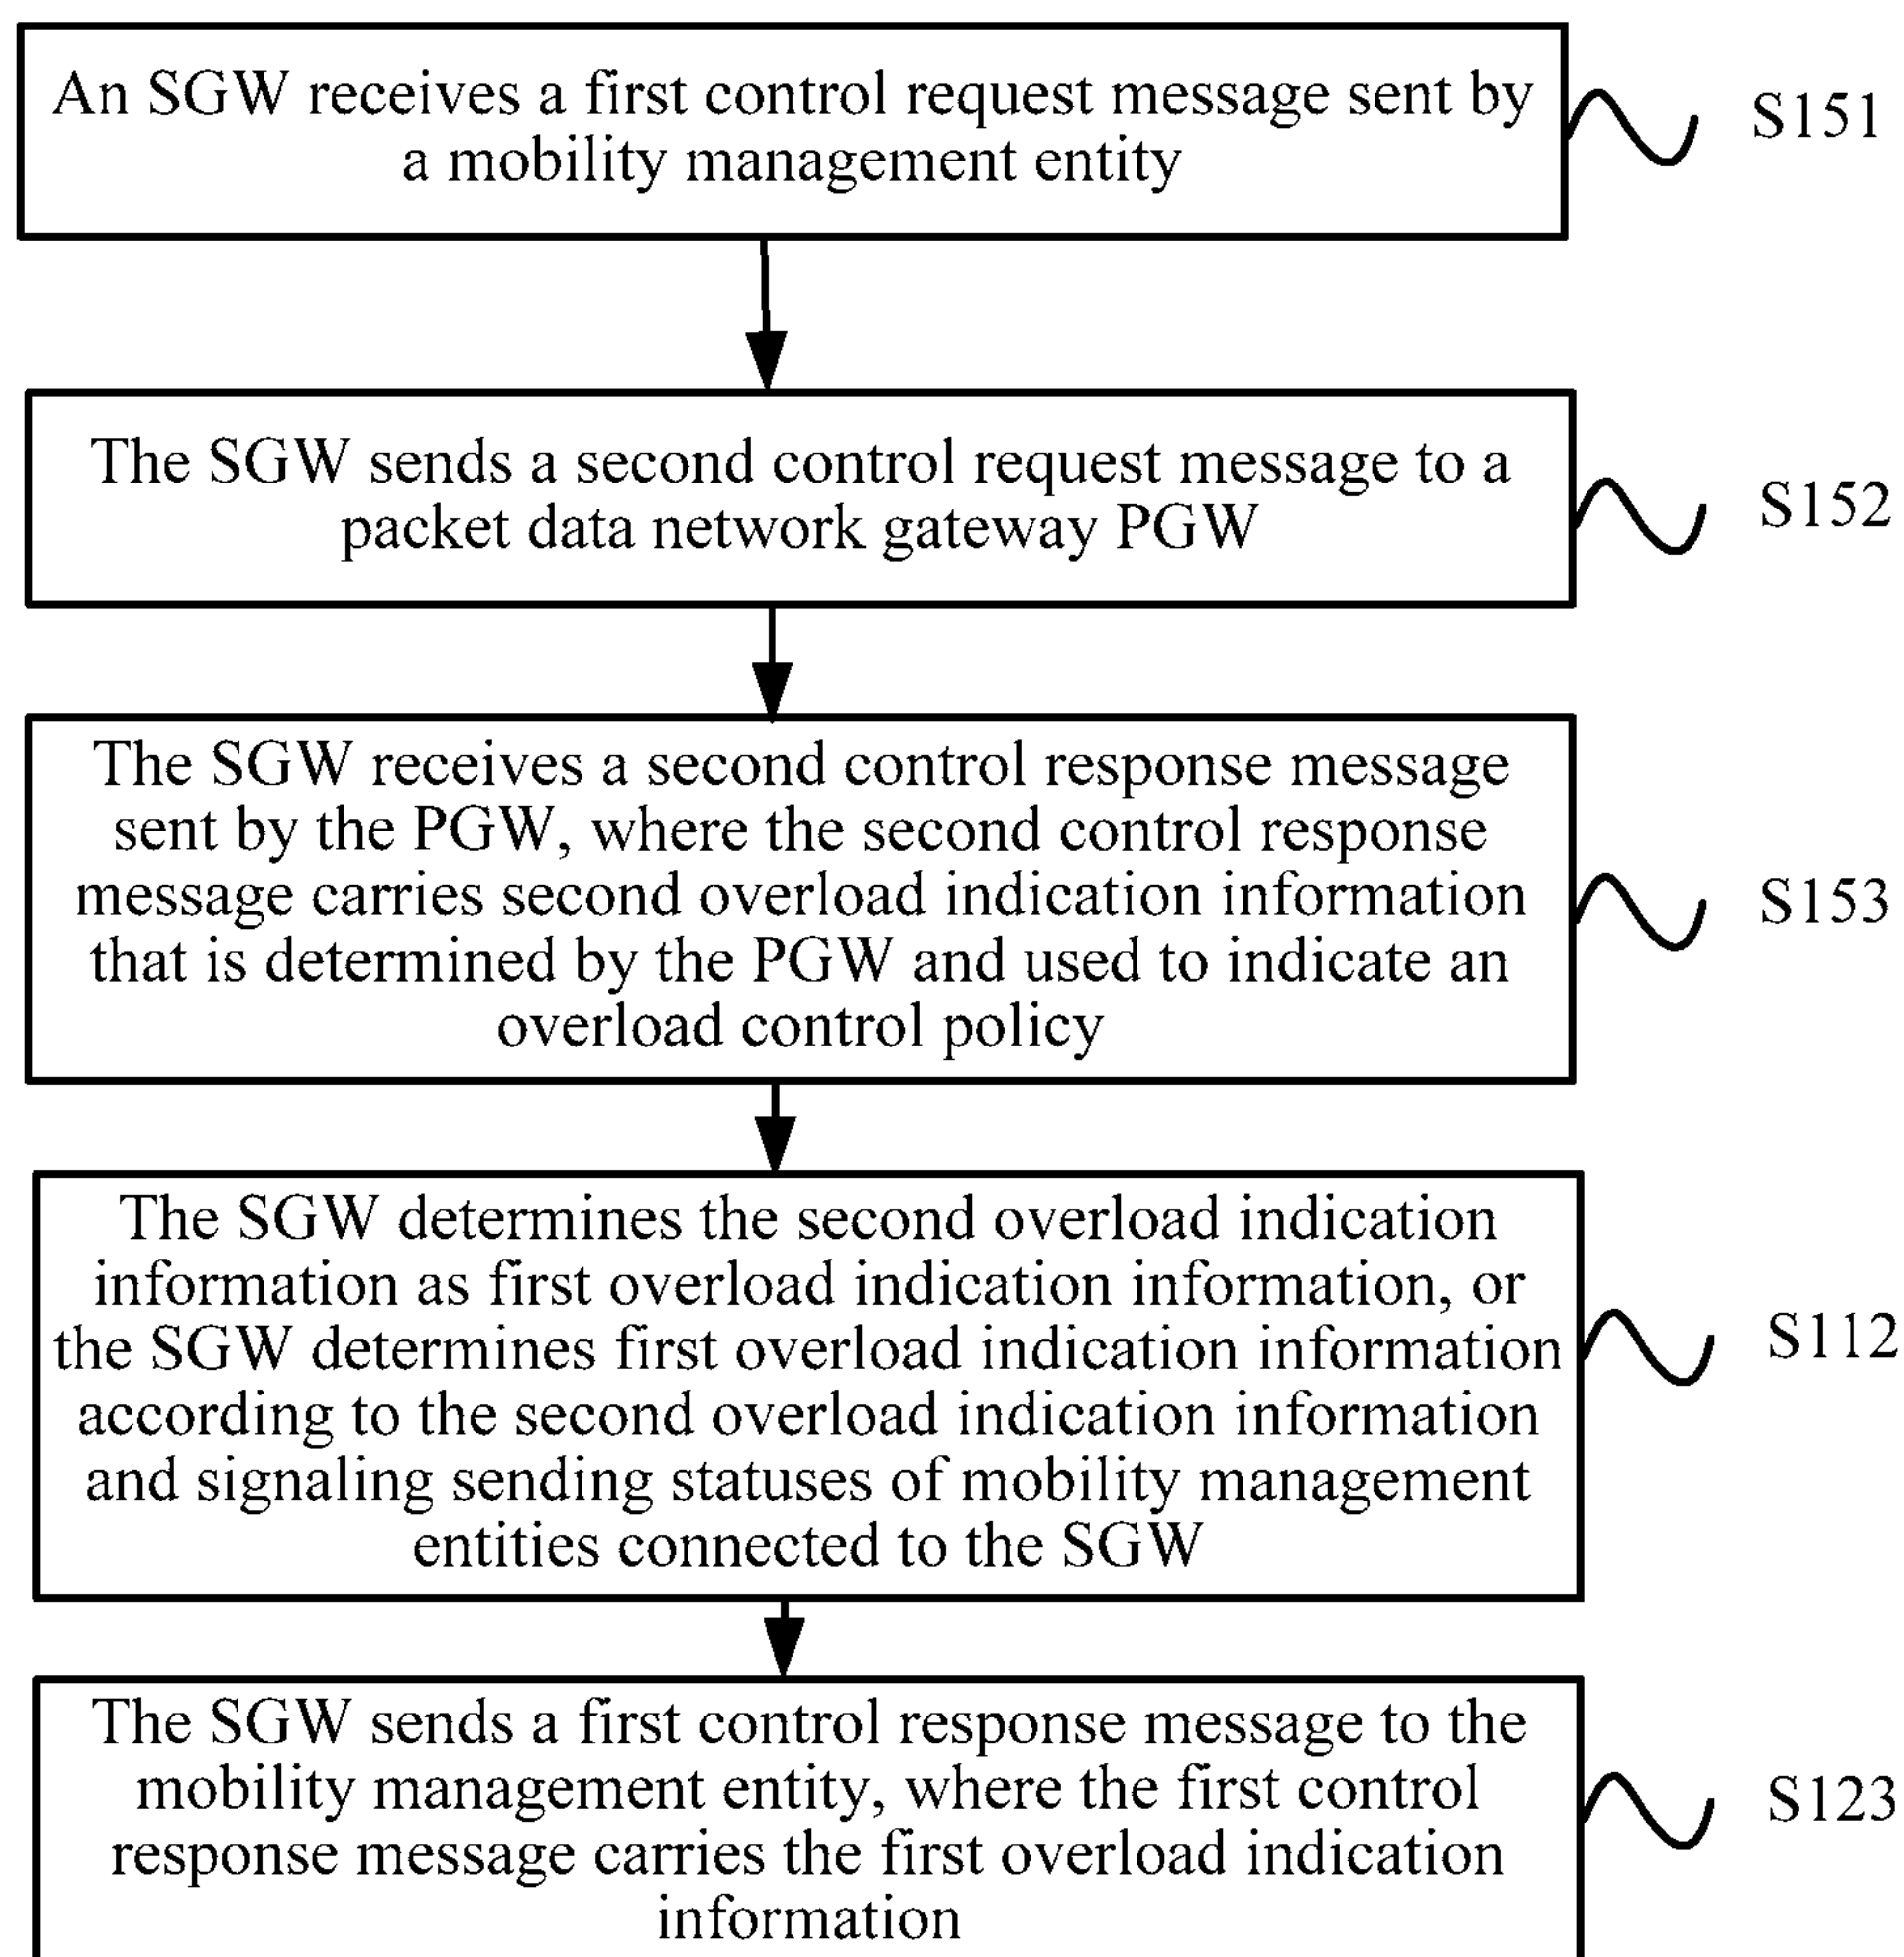 An SGW receives a first control request message sent by
a mobility management entity
S151
The SGW sends a second control request message to a
packet data network gateway PGW
S152
The SGW receives a second control response message
sent by the PGW, where the second control response
message carries second overload indication information
that is determined by the PGW and used to indicate an
overload control policy
S153
The SGW determines the second overload indication
information as first overload indication information, or
the SGW determines first overload indication information
according to the second overload indication information
and signaling sending statuses of mobility management
entities connected to the SGW
S112
The SGW sends a first control response message to the
mobility management entity, where the first control
response message carries the first overload indication
information
S123